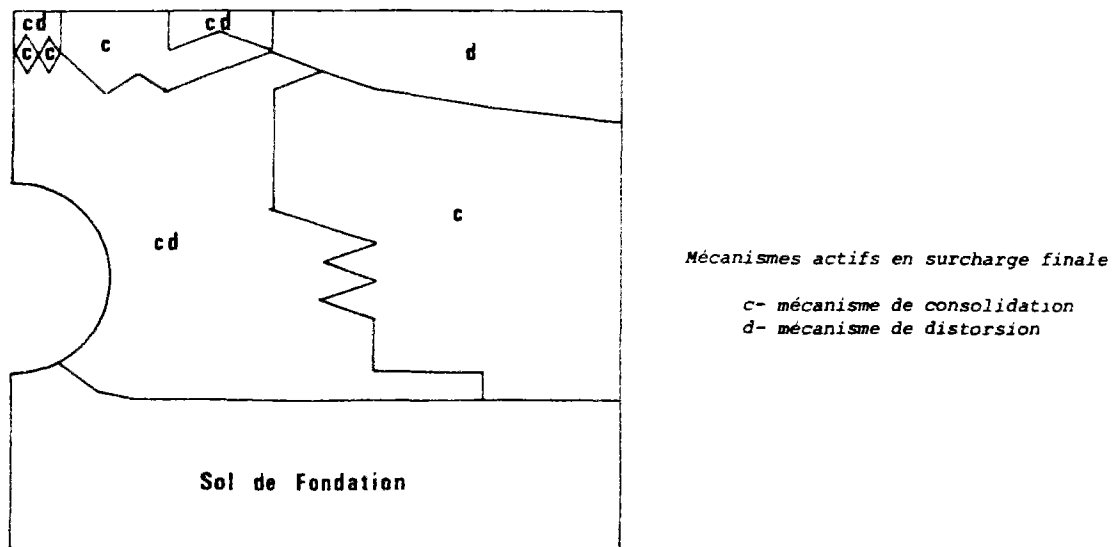 cd
cd
c
d
c
c
c
cd
Mécanismes actifs en surcharge finale
c- mécanisme de consolidation
d- mécanisme de distorsion
Sol de Fondation